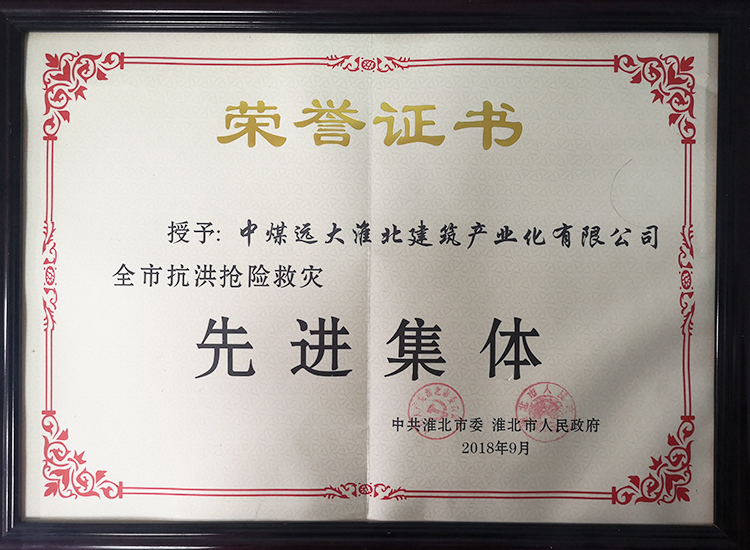 荣誉证书
授予:中煤远大淮北建筑产业化有限公司
全市抗洪抢险救灾
先进集体
中共淮北市委 淮北市人民政府
2018年9月